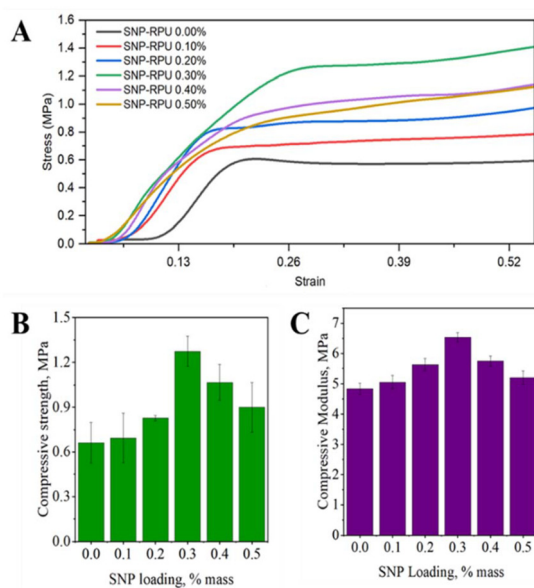 A
SNP-RPU 0.00%
SNP-RPU 0.10%
SNP-RPU 0.20%
SNP-RPU 0.30%
SNP-RPU 0.40%
SNP-RPU 0.50%
Stress (MPa)
1.6
1.4
1.2
1.0
0.8
0.6
0.4
0.2
0.0
0.13 0.26 0.39 0.52
Strain
B
Compressive strength, MPa
1.5
1.2
0.9
0.6
0.3
0.0
0.0 0.1 0.2 0.3 0.4 0.5
SNP loading, % mass
C
Compressive Modulus, MPa
7
6
5
4
3
2
1
0
0.0 0.1 0.2 0.3 0.4 0.5
SNP Loading, % mass